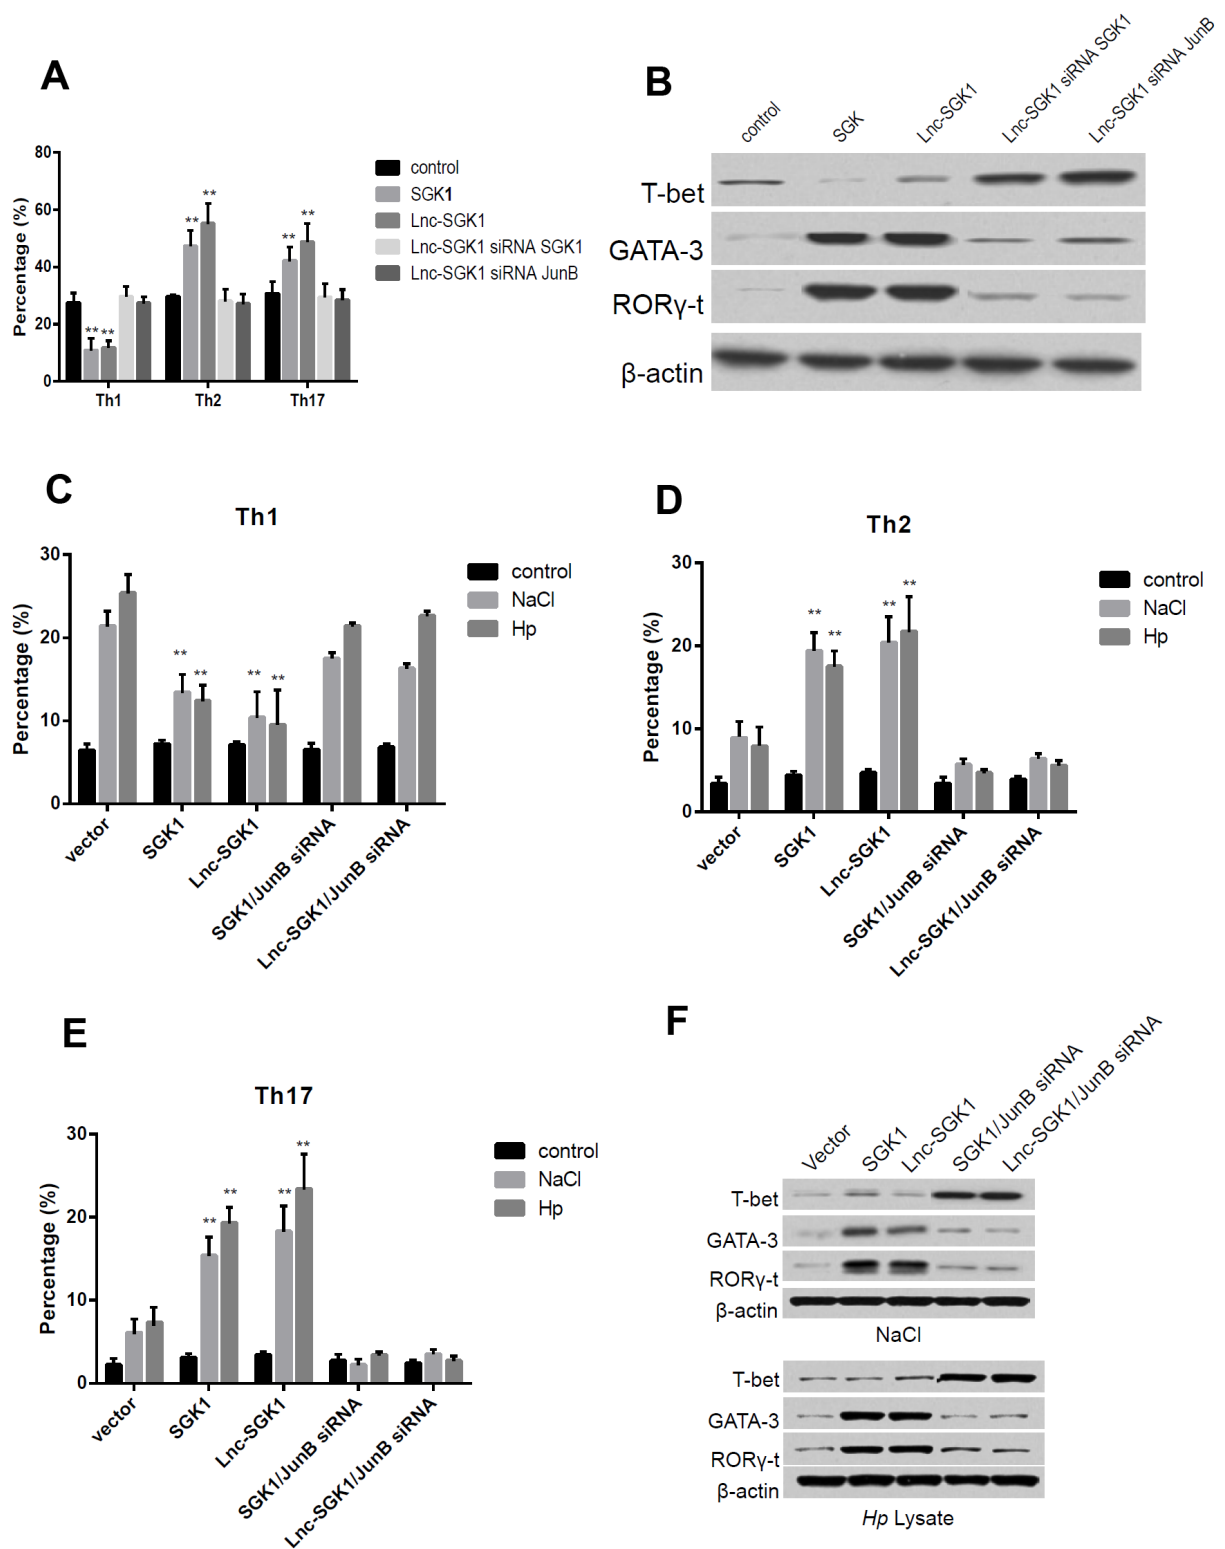 A
Percentage (%)
80
60
40
20
0
** ** ** ** ** **
Th1 Th2 Th17
control
SGK1
Lnc-SGK1
Lnc-SGK1 siRNA SGK1
Lnc-SGK1 siRNA JunB
B
control
SGK
Lnc-SGK1
Lnc-SGK1 siRNA SGK1
Lnc-SGK1 siRNA JunB
T-bet
GATA-3
RORγ-t
β-actin
C
Th1
Percentage (%)
30
20
10
0
** ** ** **
vector
SGK1
Lnc-SGK1
SGK1/JunB siRNA
Lnc-SGK1/JunB siRNA
control
NaCl
Hp
D
Th2
Percentage (%)
30
20
10
0
** ** ** **
vector
SGK1
Lnc-SGK1
SGK1/JunB siRNA
Lnc-SGK1/JunB siRNA
control
NaCl
Hp
E
Th17
Percentage (%)
30
20
10
0
** ** ** **
vector
SGK1
Lnc-SGK1
SGK1/JunB siRNA
Lnc-SGK1/JunB siRNA
control
NaCl
Hp
F
Vector
SGK1
Lnc-SGK1
SGK1/JunB siRNA
Lnc-SGK1/JunB siRNA
T-bet
GATA-3
RORγ-t
β-actin
NaCl
T-bet
GATA-3
RORγ-t
β-actin
Hp Lysate